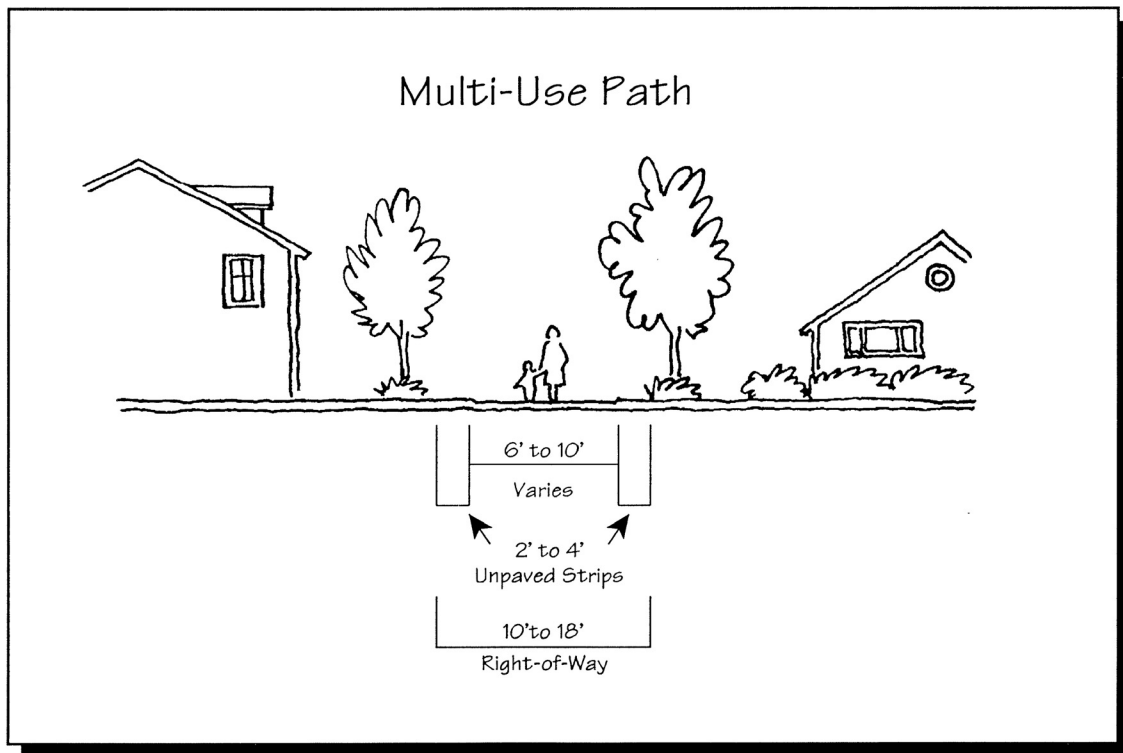 Multi-Use Path
6' to 10'
Varies
2' to 4'
Unpaved Strips
10'to 18'
Right-of-Way